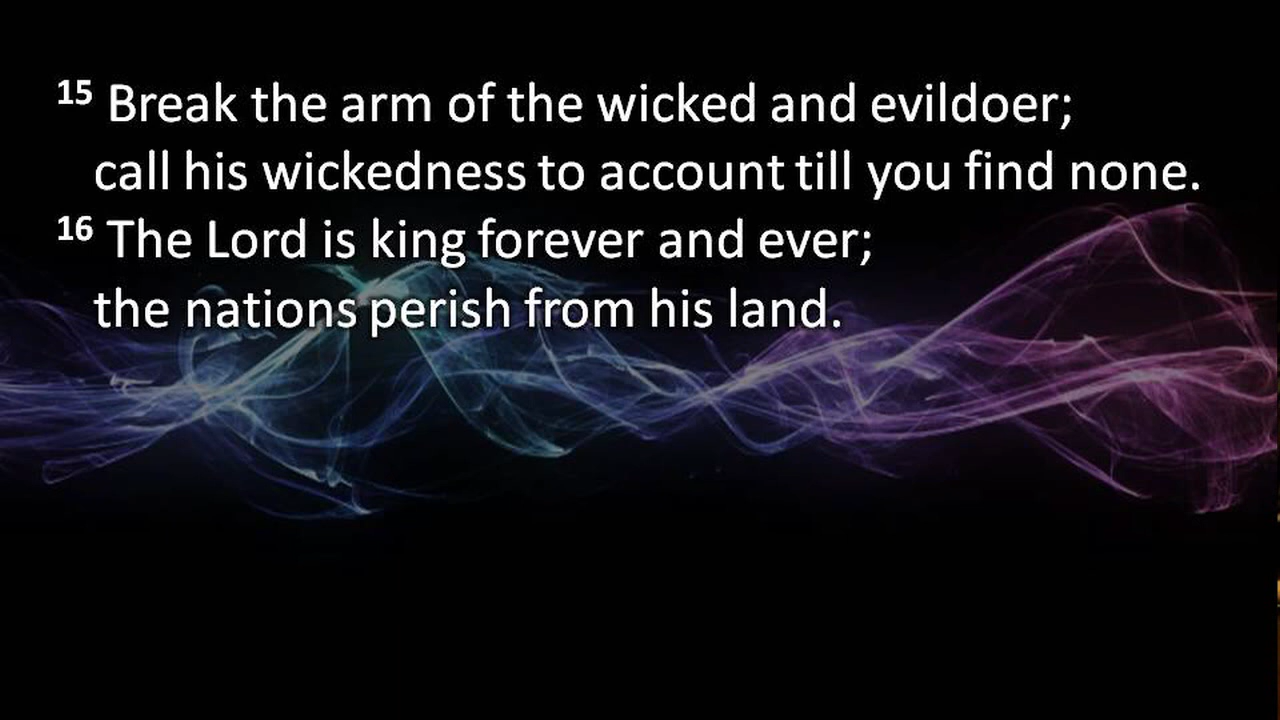 15 Break the arm of the wicked and evildoer;
call his wickedness to account till you find none.
16 The Lord is king forever and ever;
the nations perish from his land.